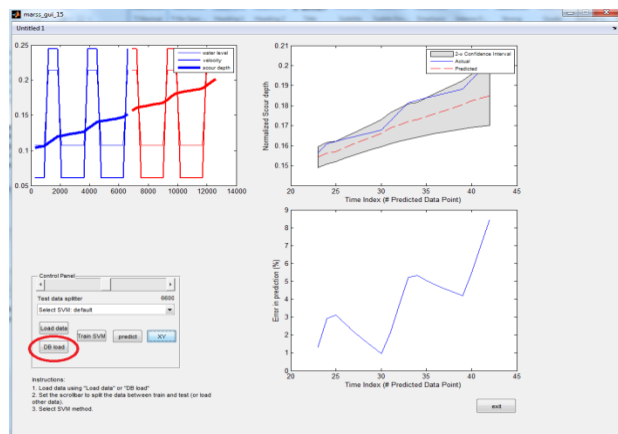 marss_gui_15
Untitled 1
water level
velocity
scour depth
0.25
0.2
0.15
0.1
0.05
0 2000 4000 6000 8000 10000 12000 14000
2-σ Confidence Interval
Actual
Predicted
Normalized Scour depth
0.21
0.2
0.19
0.18
0.17
0.16
0.15
20 25 30 35 40 45
Time Index (# Predicted Data Point)
Error in prediction (%)
9
8
7
6
5
4
3
2
1
0
20 25 30 35 40 45
Time Index (# Predicted Data Point)
Control Panel
Test data splitter 6600
Select SVM: default
Load data
Train SVM predict XY
DB load
Instructions:
1. Load data using "Load data" or "DB load"
2. Set the scrollbar to split the data between train and test (or load
other data).
3. Select SVM method.
exit